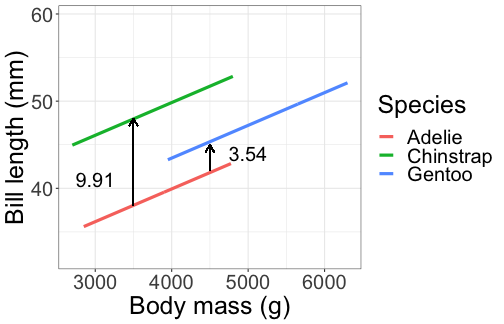 60
50
40
9.91
3.54
3000 4000 5000 6000
Body mass (g)
Bill length (mm)
Species
Adelie
Chinstrap
Gentoo